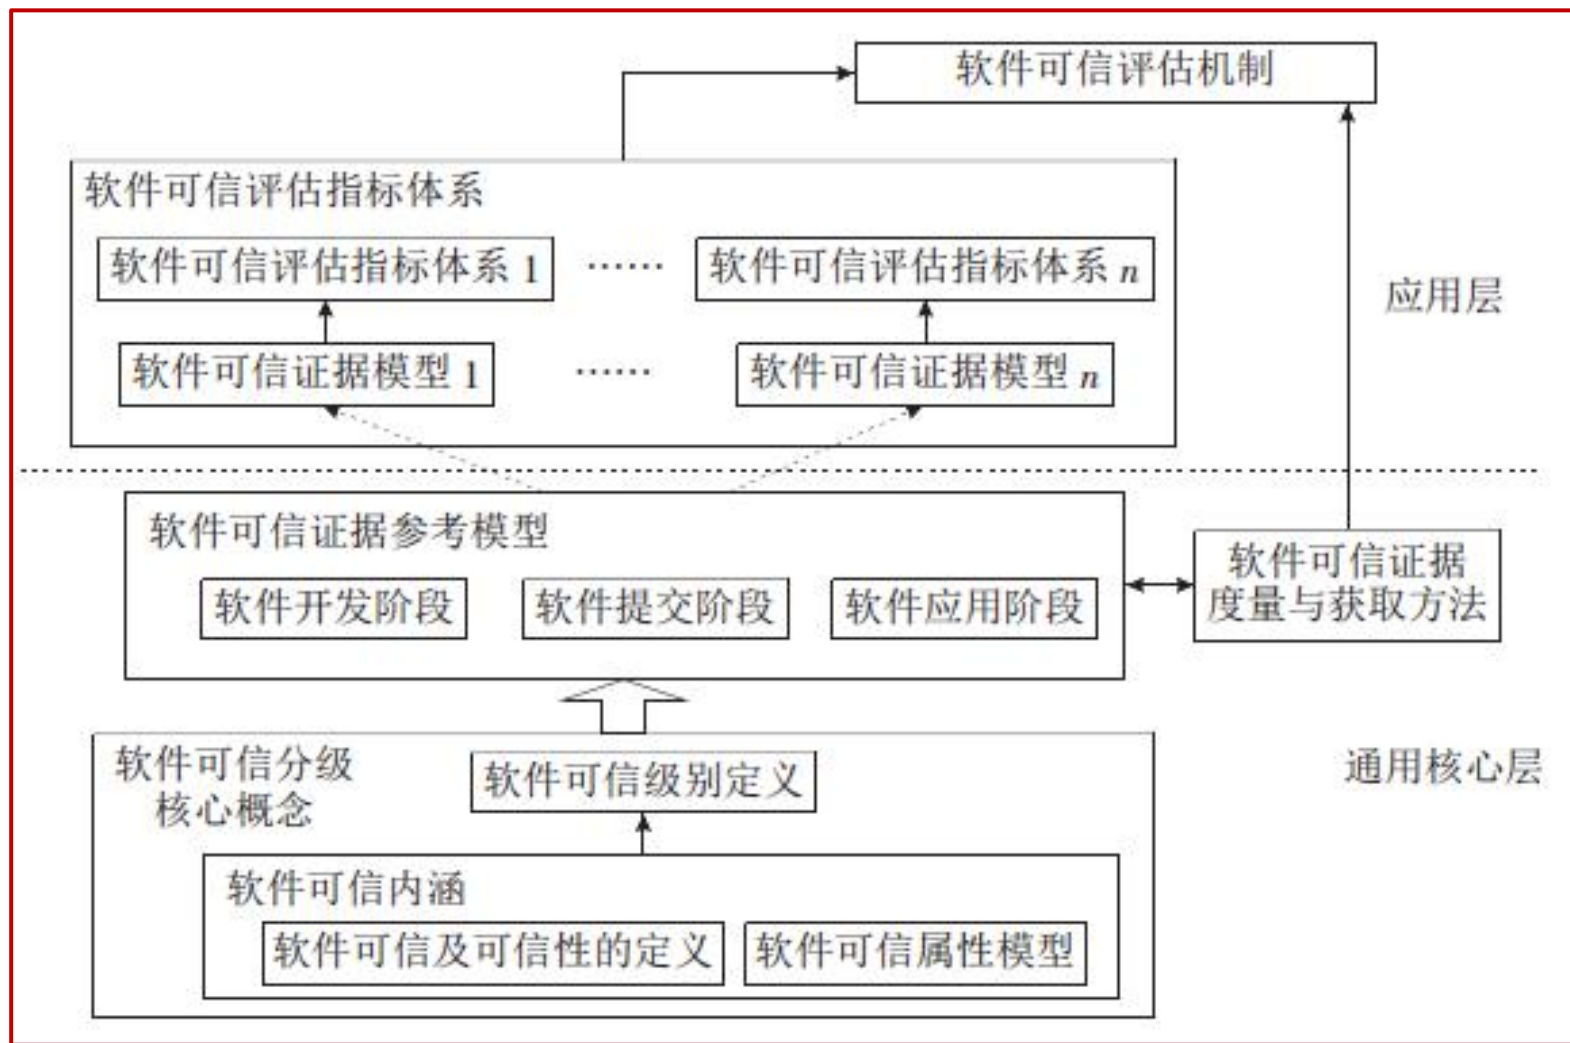 软件可信评估机制
软件可信评估指标体系
软件可信评估指标体系 1 …… 软件可信评估指标体系 n
应用层
软件可信证据模型 1 …… 软件可信证据模型 n
软件可信证据参考模型
软件可信证据
度量与获取方法
软件开发阶段 软件提交阶段 软件应用阶段
软件可信分级
核心概念
软件可信级别定义
通用核心层
软件可信内涵
软件可信及可信性的定义 软件可信属性模型